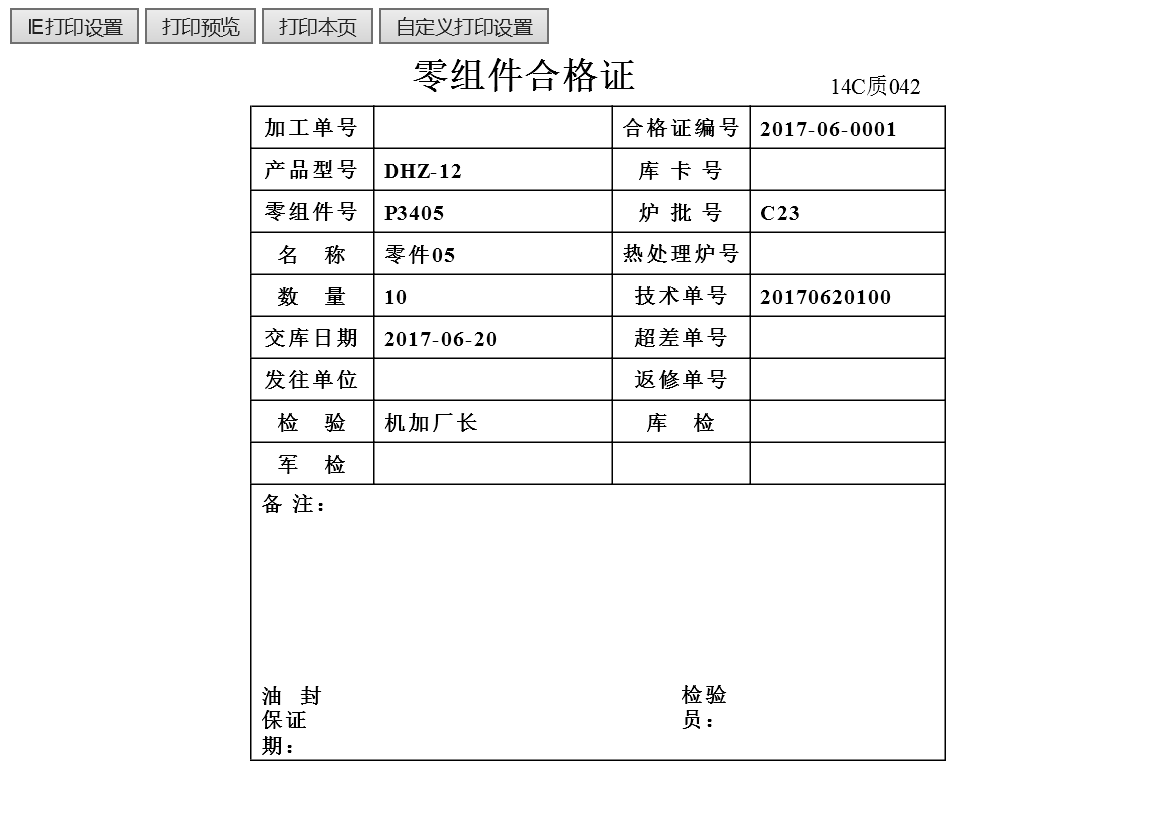 IE打印设置 打印预览 打印本页 自定义打印设置
零组件合格证
14C质042
加工单号 合格证编号 2017-06-0001
产品型号 DHZ-12 库 卡 号
零组件号 P3405 炉 批 号 C23
名 称 零件05 热处理炉号
数 量 10 技术单号 20170620100
交库日期 2017-06-20 超差单号
发往单位 返修单号
检 验 机加厂长 库 检
军 检
备 注：
油 封 检验
保证 员：
期：